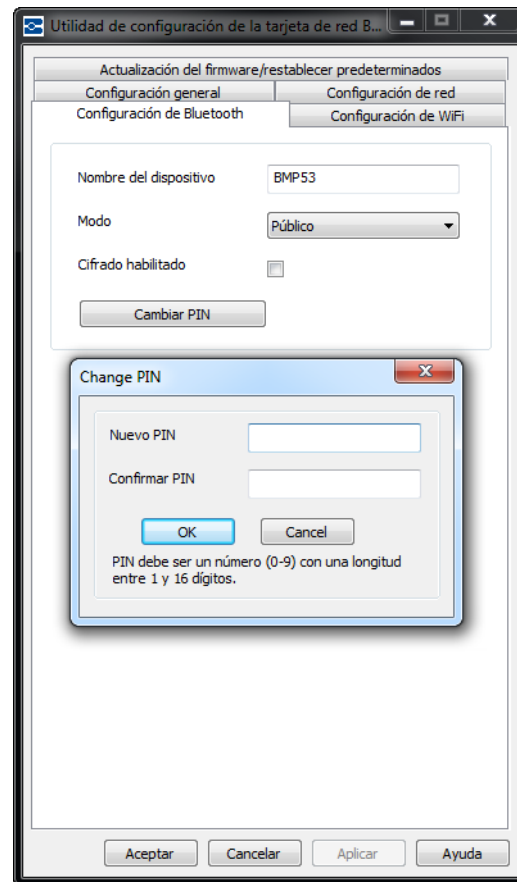 Utilidad de configuración de la tarjeta de red B...
Actualización del firmware/restablecer predeterminados
Configuración general
Configuración de red
Configuración de Bluetooth
Configuración de WiFi
Nombre del dispositivo
BMP53
Modo
Público
Cifrado habilitado
Cambiar PIN
Change PIN
Nuevo PIN
Confirmar PIN
OK
Cancel
PIN debe ser un número (0-9) con una longitud
entre 1 y 16 dígitos.
Aceptar
Cancelar
Aplicar
Ayuda